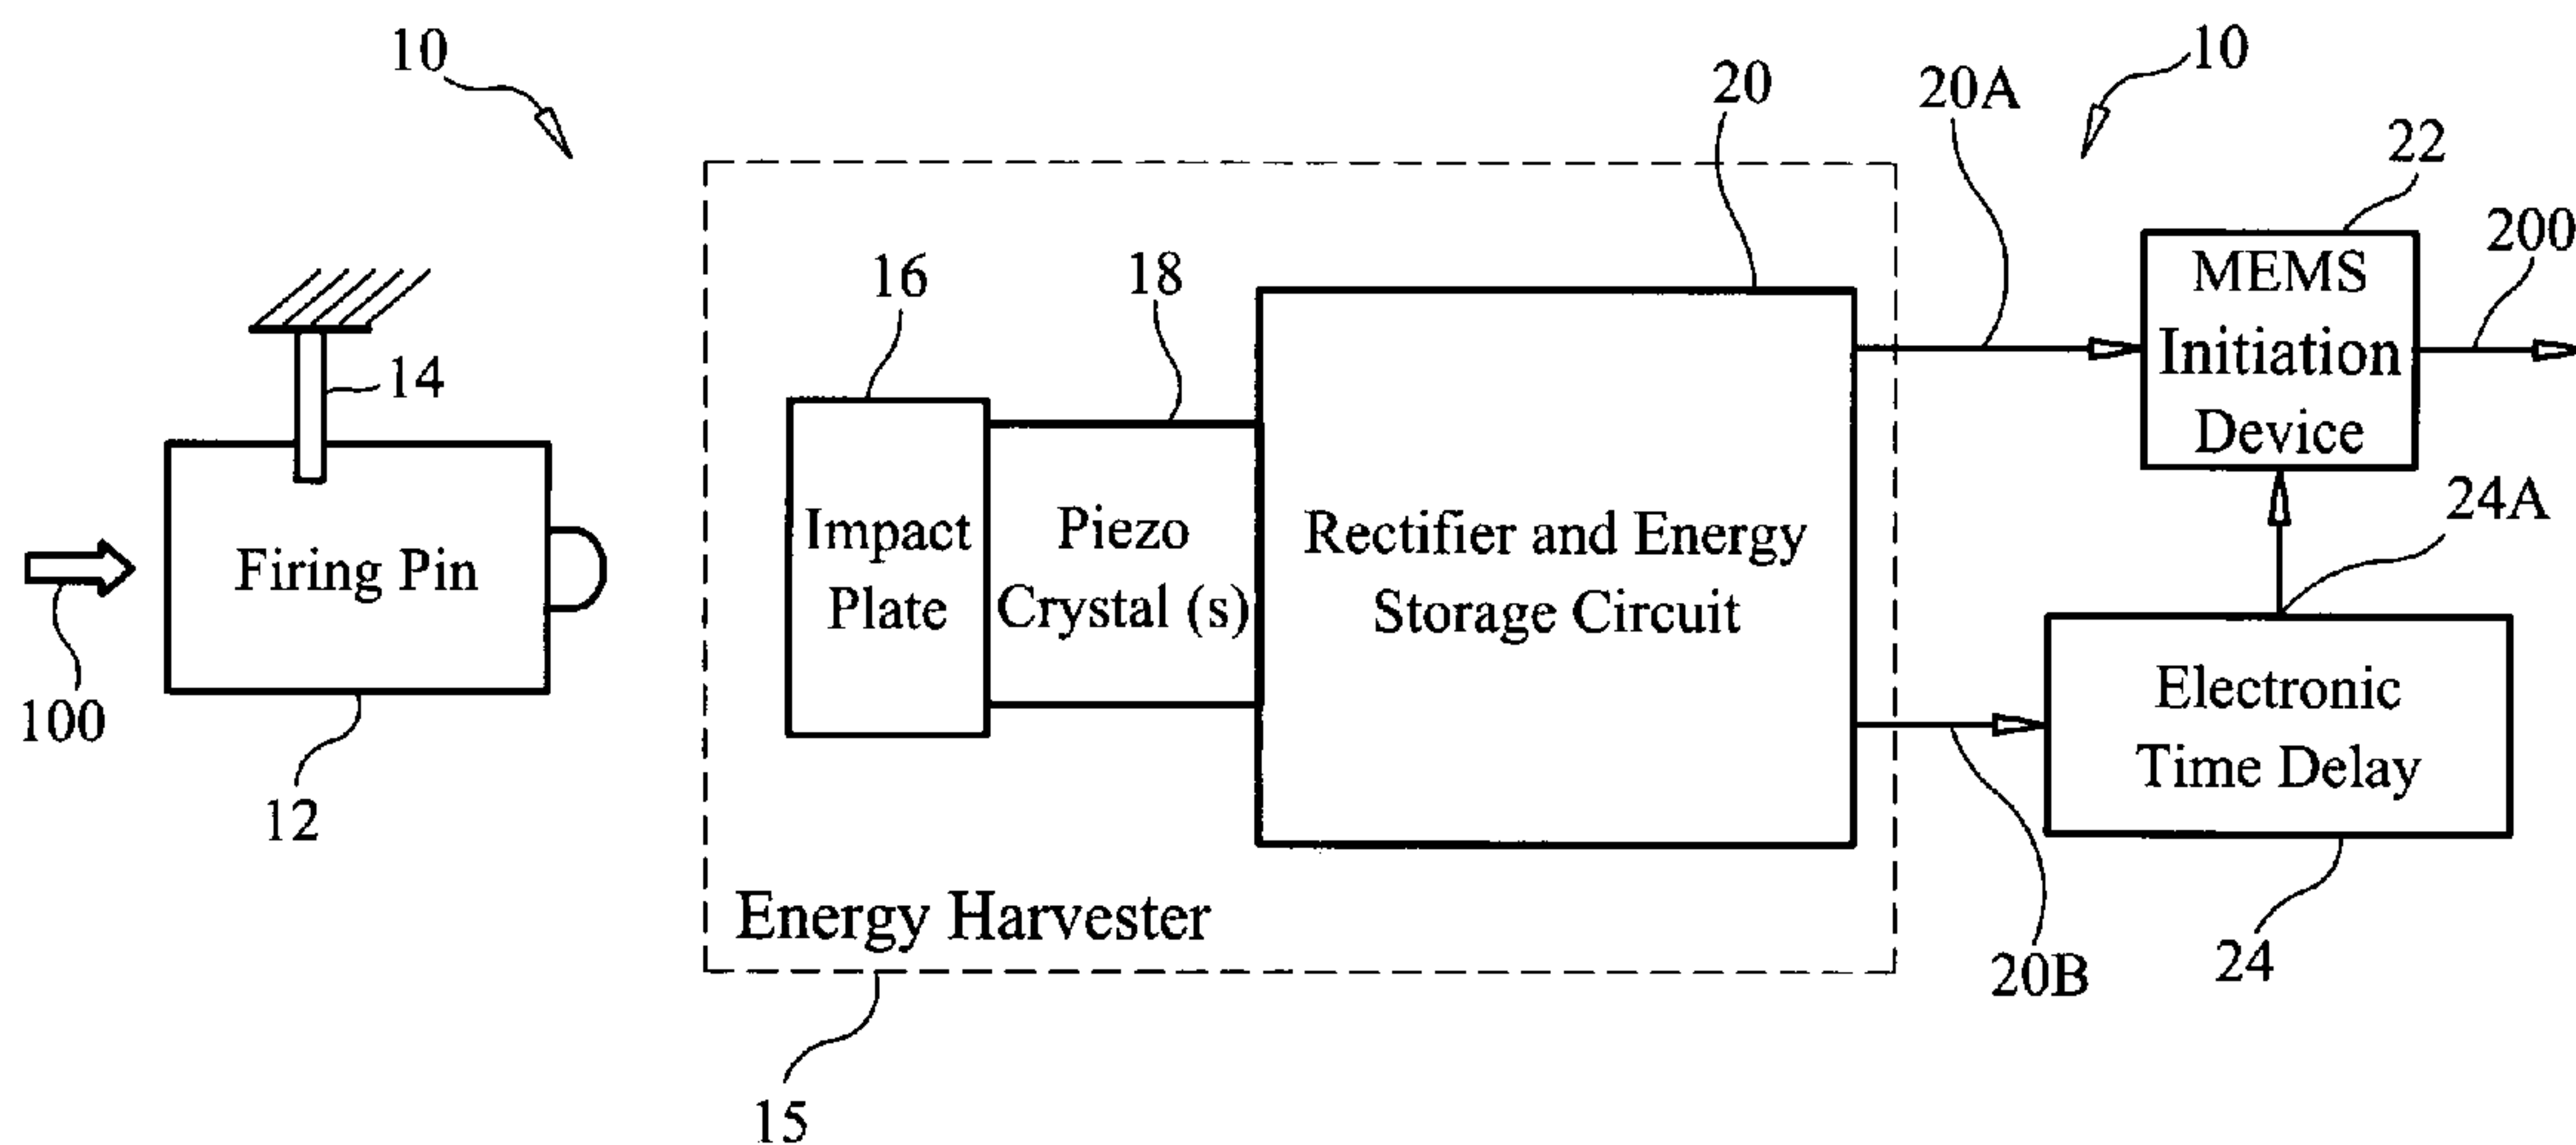 10
10
20
20A
22
200
MEMS
Initiation
Device
16
18
14
24A
Firing Pin
Impact
Plate
Piezo
Crystal (s)
Rectifier and Energy
Storage Circuit
Electronic
Time Delay
100
12
Energy Harvester
20B
24
15